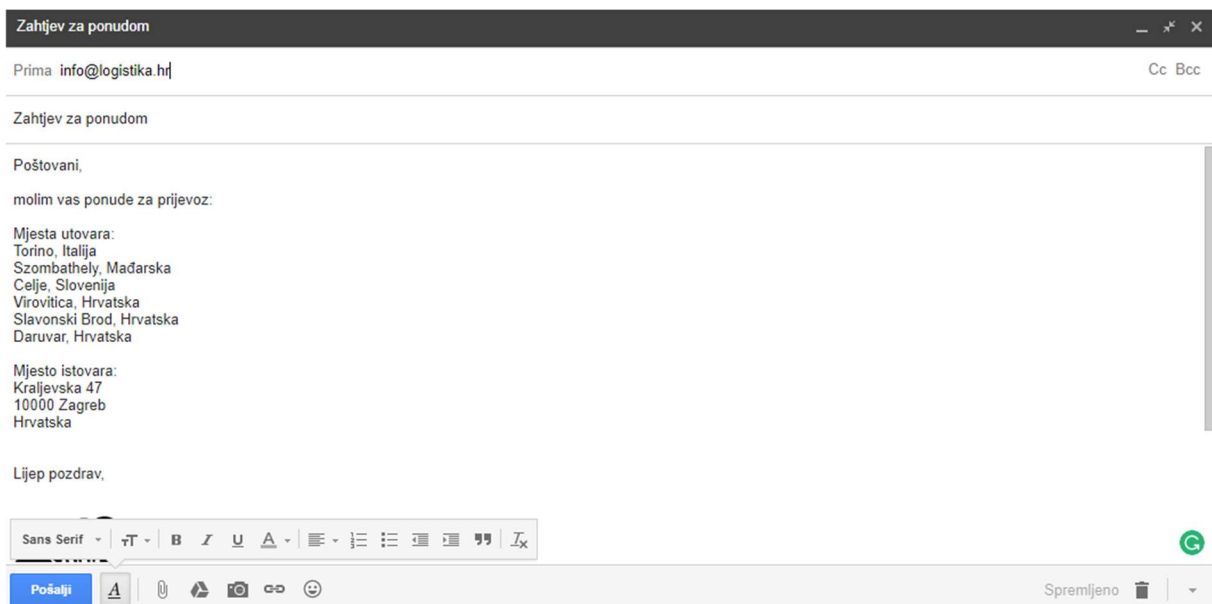 Zahtjev za ponudom
Prima info@logistika.hr Cc Bcc
Zahtjev za ponudom
Poštovani,
molim vas ponude za prijevoz:
Mjesta utovara:
Torino, Italija
Szombathely, Mađarska
Celje, Slovenija
Virovitica, Hrvatska
Slavonski Brod, Hrvatska
Daruvar, Hrvatska
Mjesto istovara:
Kraljevska 47
10000 Zagreb
Hrvatska
Lijep pozdrav,
Sans Serif
Pošalji
Spremljeno